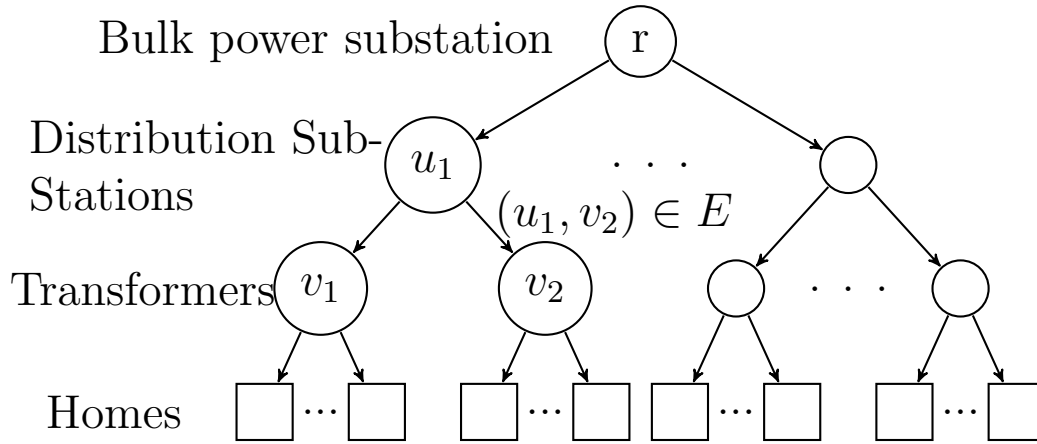 Bulk power substation
r
Distribution Sub-
Stations
u₁
. . .
(u₁, v₂) ∈ E
Transformers
v₁
v₂
. . .
Homes
...
...
...
...